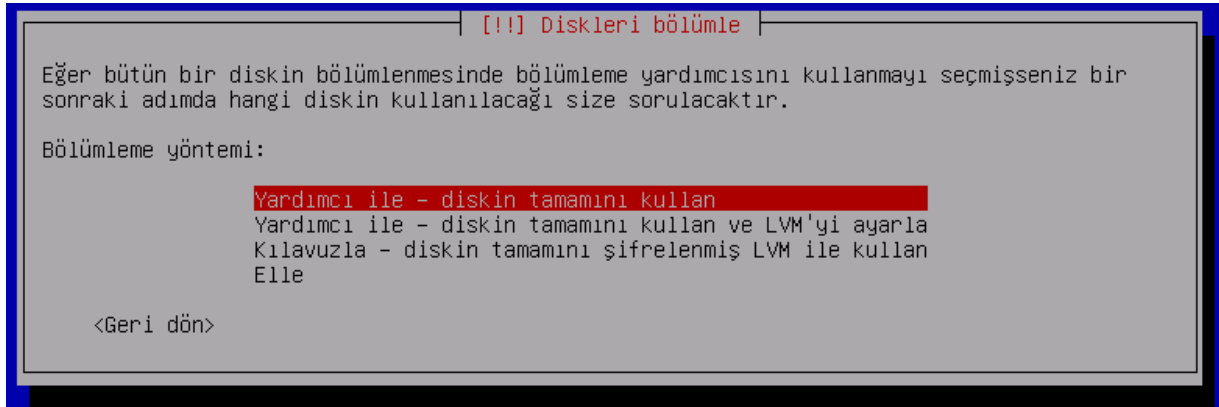 [!!] Diskleri bölümle
Eğer bütün bir diskin bölümlenmesinde bölümleme yardımcısını kullanmayı seçmişseniz bir
sonraki adımda hangi diskin kullanılacağı size sorulacaktır.
Bölümleme yöntemi:
Yardımcı ile – diskin tamamını kullan
Yardımcı ile – diskin tamamını kullan ve LVM'yi ayarla
Kılavuzla – diskin tamamını şifrelenmiş LVM ile kullan
Elle
<Geri dön>